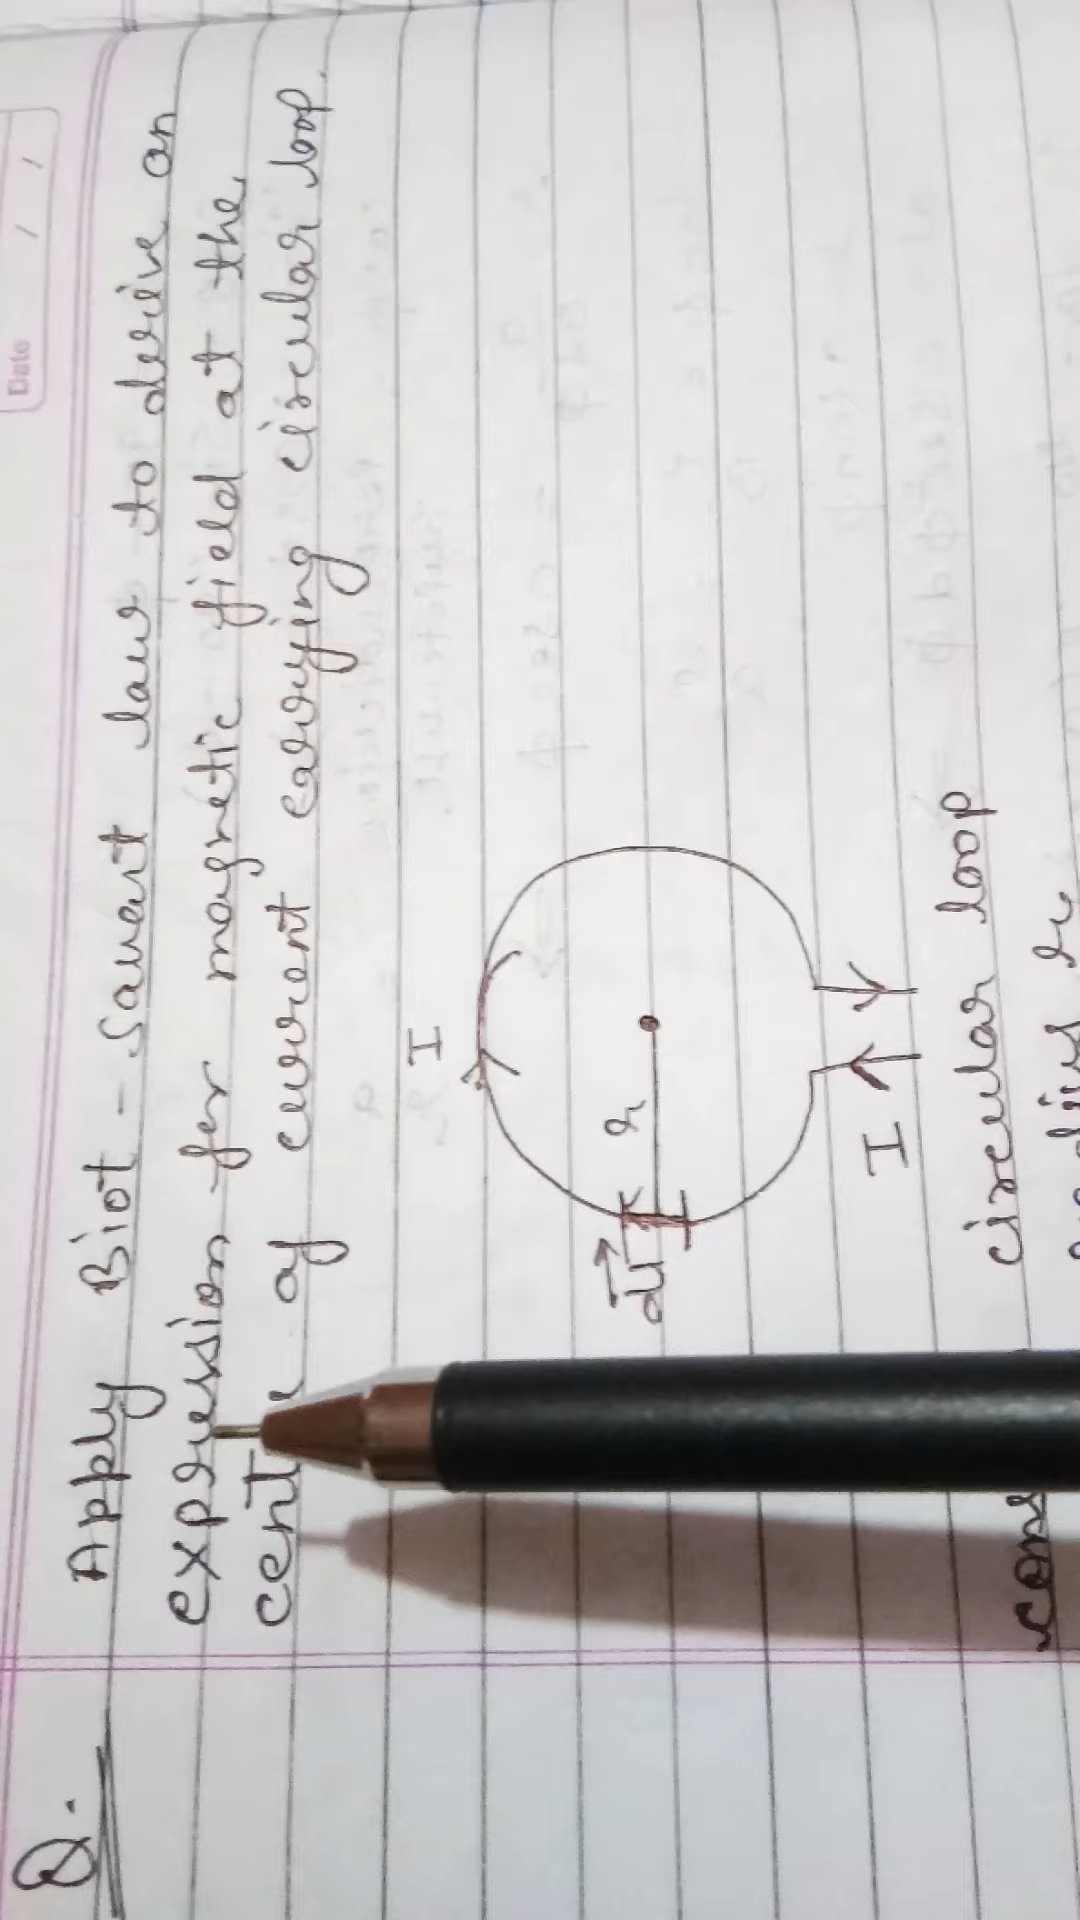 Date
Q.
Apply Biot-Savart law to derive an
expression for magnetic field at the
centre of current carrying circular loop.
I
r
dl
I
circular loop
radius r